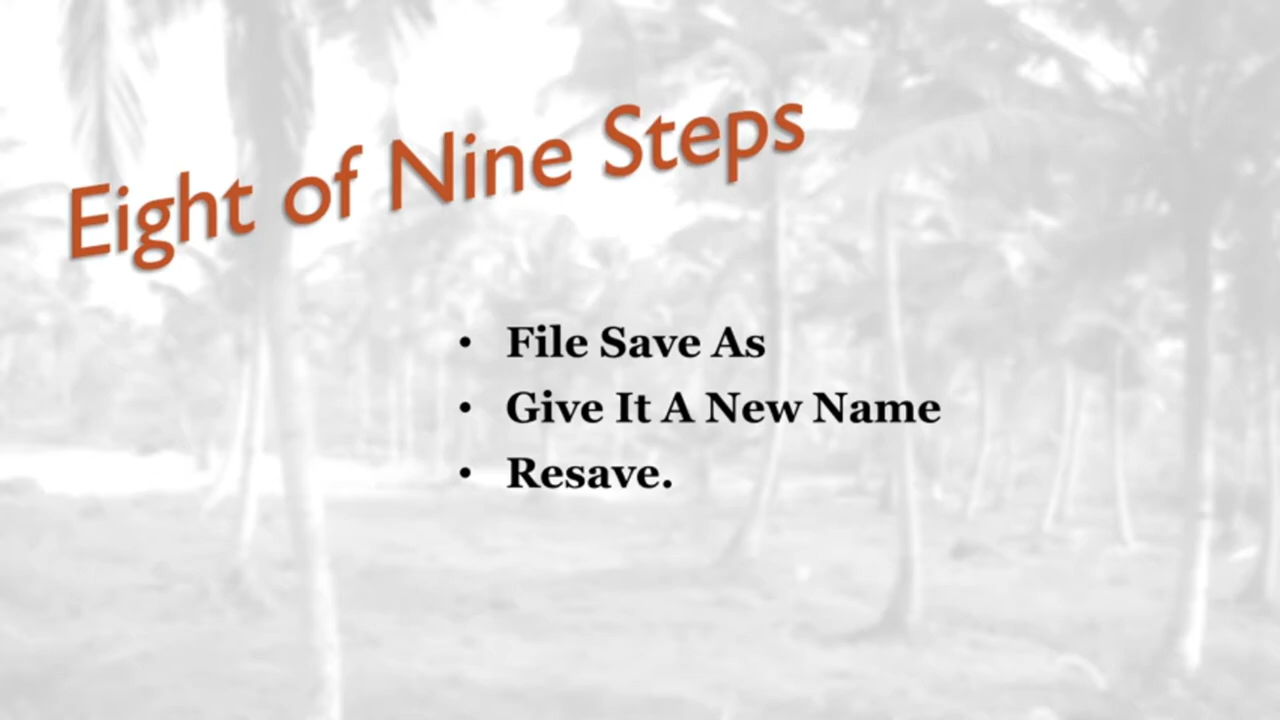 Eight of Nine Steps
• File Save As
• Give It A New Name
• Resave.